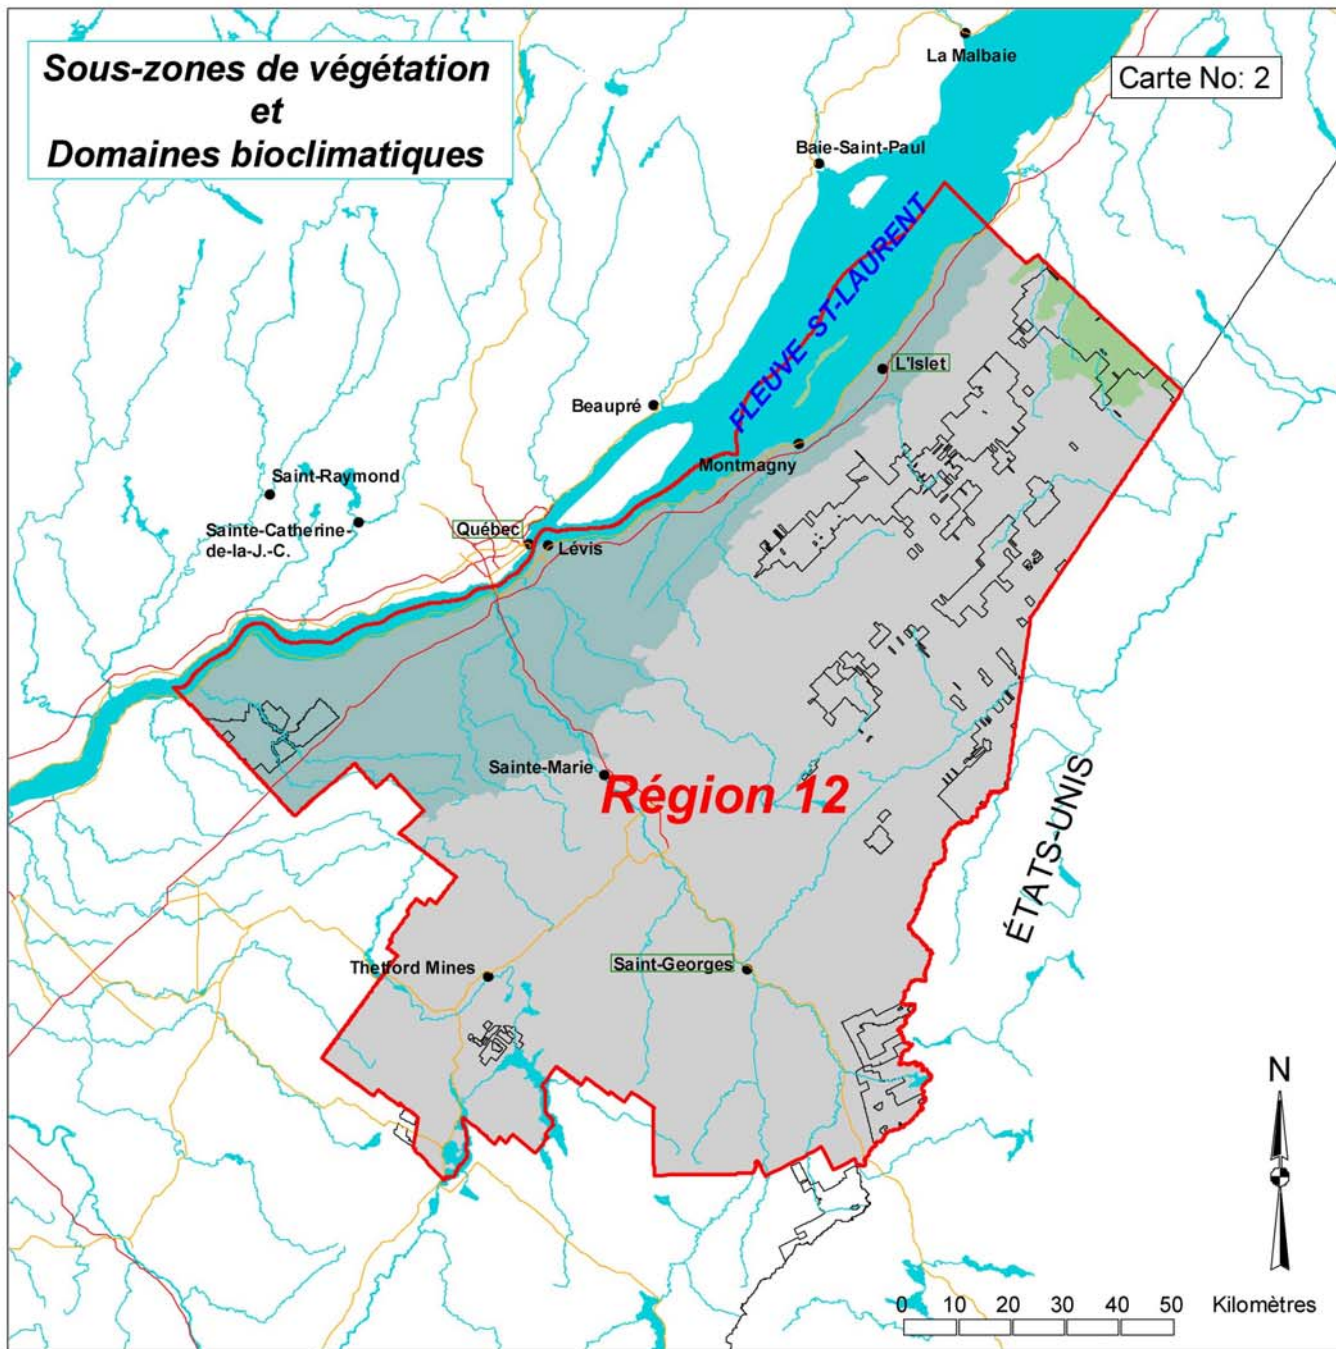 Sous-zones de végétation
et
Domaines bioclimatiques
Carte No: 2
La Malbaie
Baie-Saint-Paul
FLEUVE ST-LAURENT
L'Islet
Beaupré
Montmagny
Saint-Raymond
Sainte-Catherine-
de-la-J.-C.
Québec
Lévis
Sainte-Marie
Région 12
ÉTATS-UNIS
Thetford Mines
Saint-Georges
N
0 10 20 30 40 50 Kilomètres